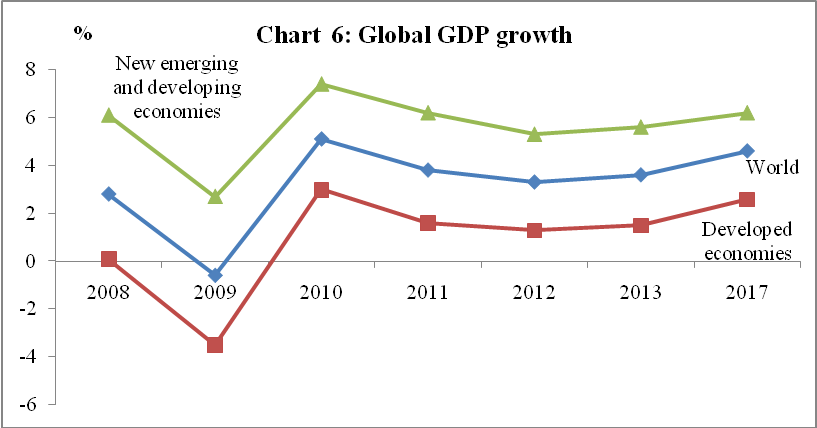 %
Chart 6: Global GDP growth
New emerging
and developing
economies
8
6
4
2
0
-2
-4
-6
World
Developed
economies
2008 2009 2010 2011 2012 2013 2017